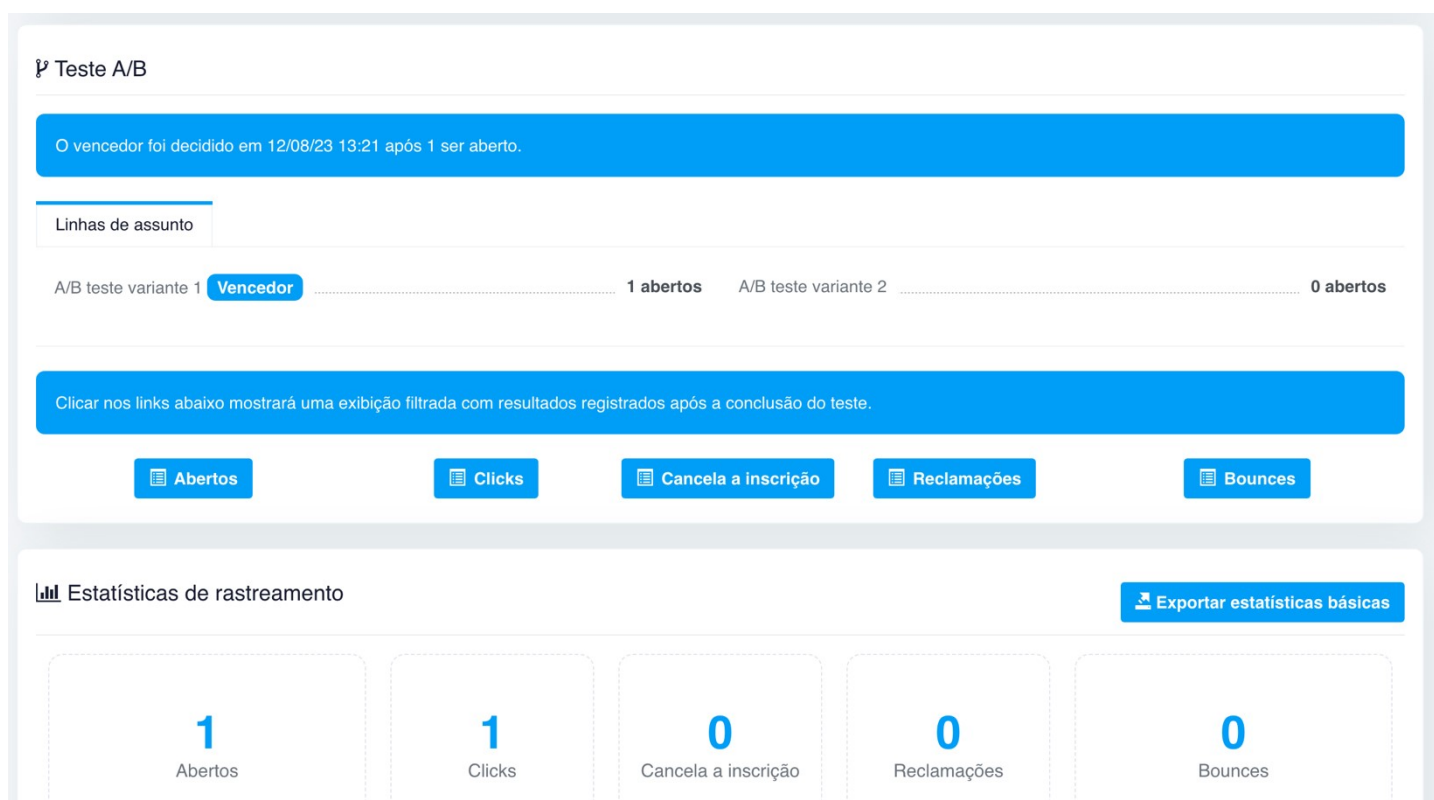 Teste A/B
O vencedor foi decidido em 12/08/23 13:21 após 1 ser aberto.
Linhas de assunto
A/B teste variante 1 Vencedor 1 abertos A/B teste variante 2 0 abertos
Clicar nos links abaixo mostrará uma exibição filtrada com resultados registrados após a conclusão do teste.
Abertos Clicks Cancela a inscrição Reclamações Bounces
Estatísticas de rastreamento Exportar estatísticas básicas
1 1 0 0 0
Abertos Clicks Cancela a inscrição Reclamações Bounces